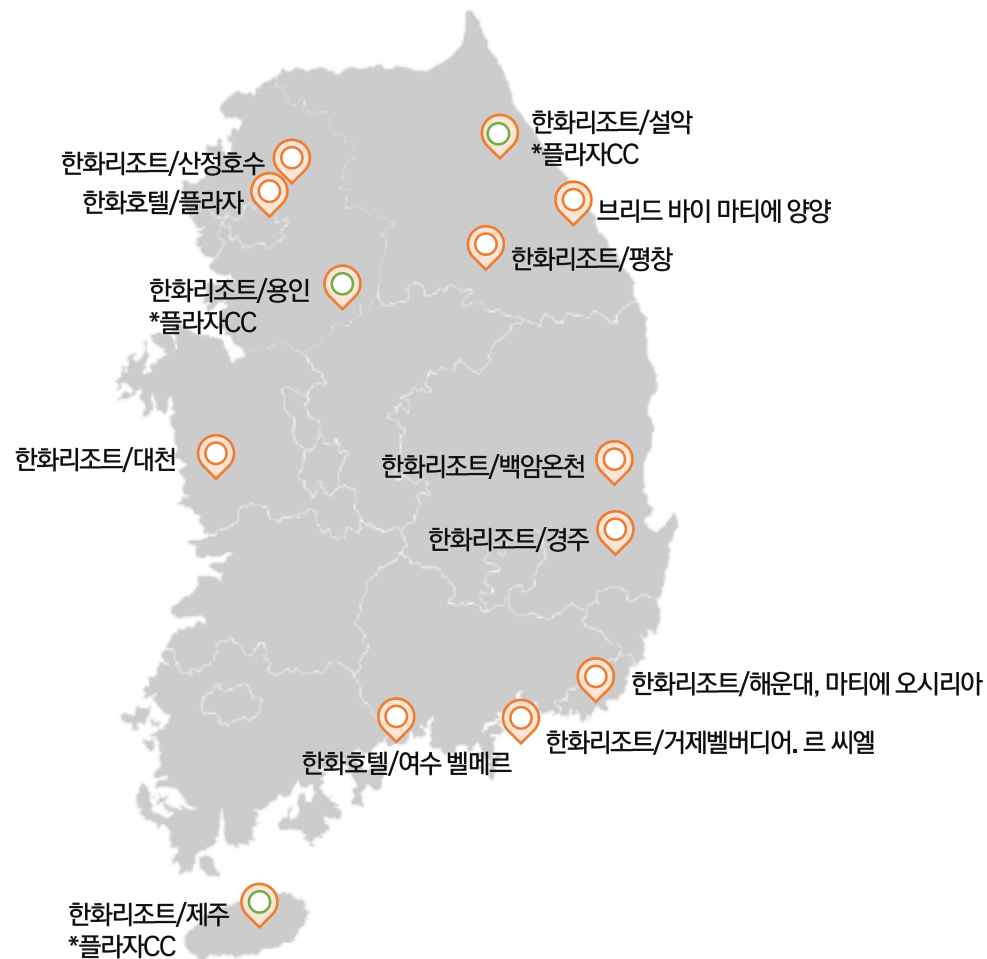 한화리조트/설악
*플라자CC
한화리조트/산정호수
한화호텔/플라자
브리드 바이 마티에 양양
한화리조트/평창
한화리조트/용인
*플라자CC
한화리조트/대천
한화리조트/백암온천
한화리조트/경주
한화리조트/해운대, 마티에 오시리아
한화리조트/거제벨버디어. 르 씨엘
한화호텔/여수 벨메르
한화리조트/제주
*플라자CC